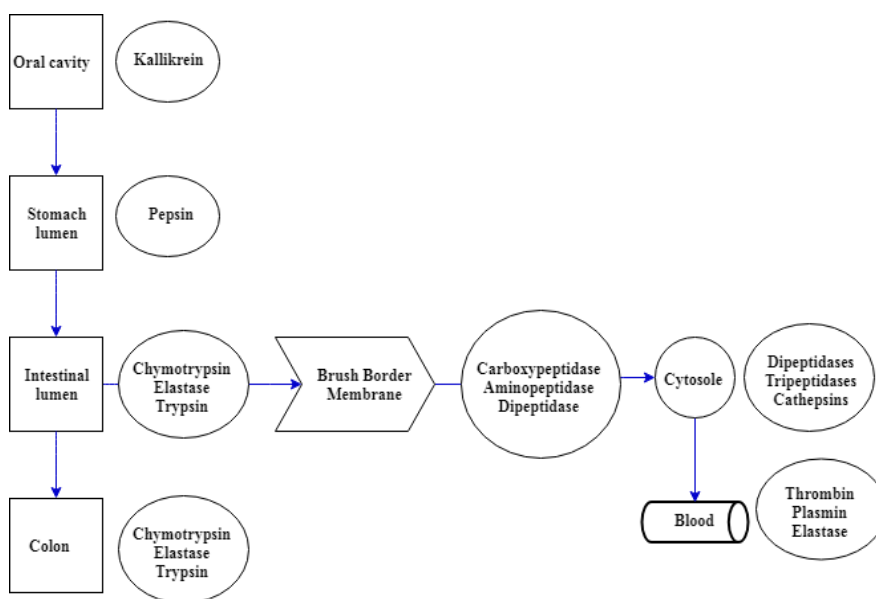 Oral cavity
Kallikrein
Stomach
lumen
Pepsin
Intestinal
lumen
Chymotrypsin
Elastase
Trypsin
Brush Border
Membrane
Carboxypeptidase
Aminopeptidase
Dipeptidase
Cytosole
Dipeptidases
Tripeptidases
Cathepsins
Blood
Thrombin
Plasmin
Elastase
Colon
Chymotrypsin
Elastase
Trypsin